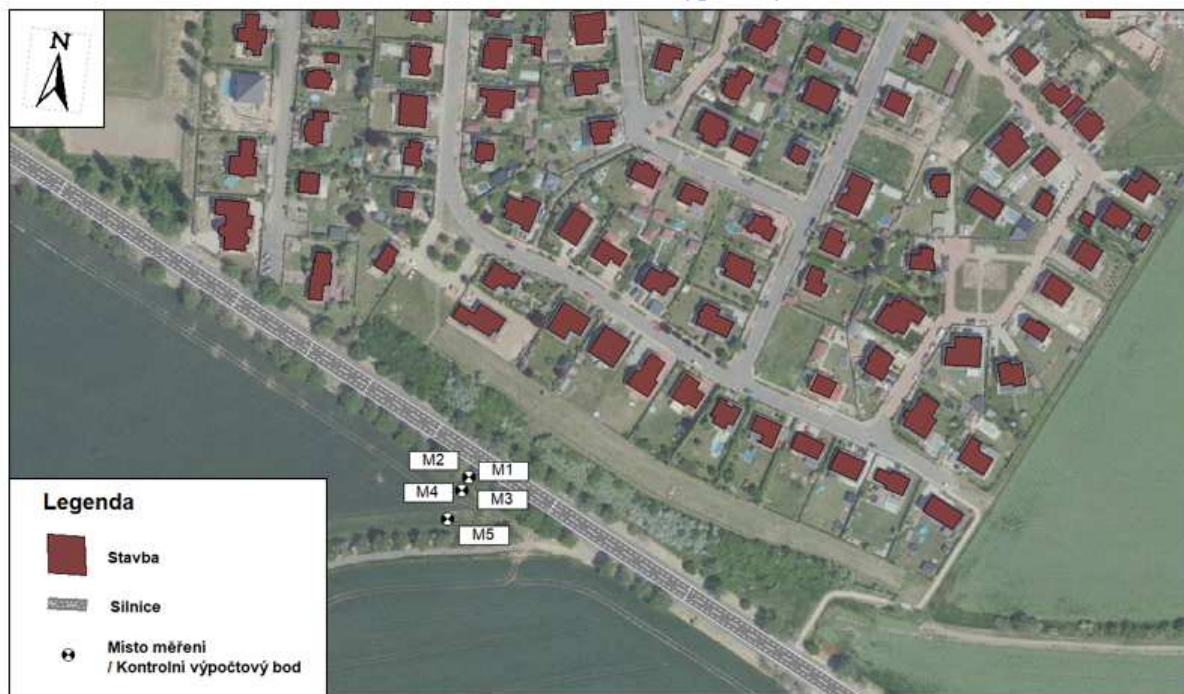 N
M2
M1
M4
M3
M5
Legenda
Stavba
Silnice
Místo měření
/ Kontrolní výpočtový bod